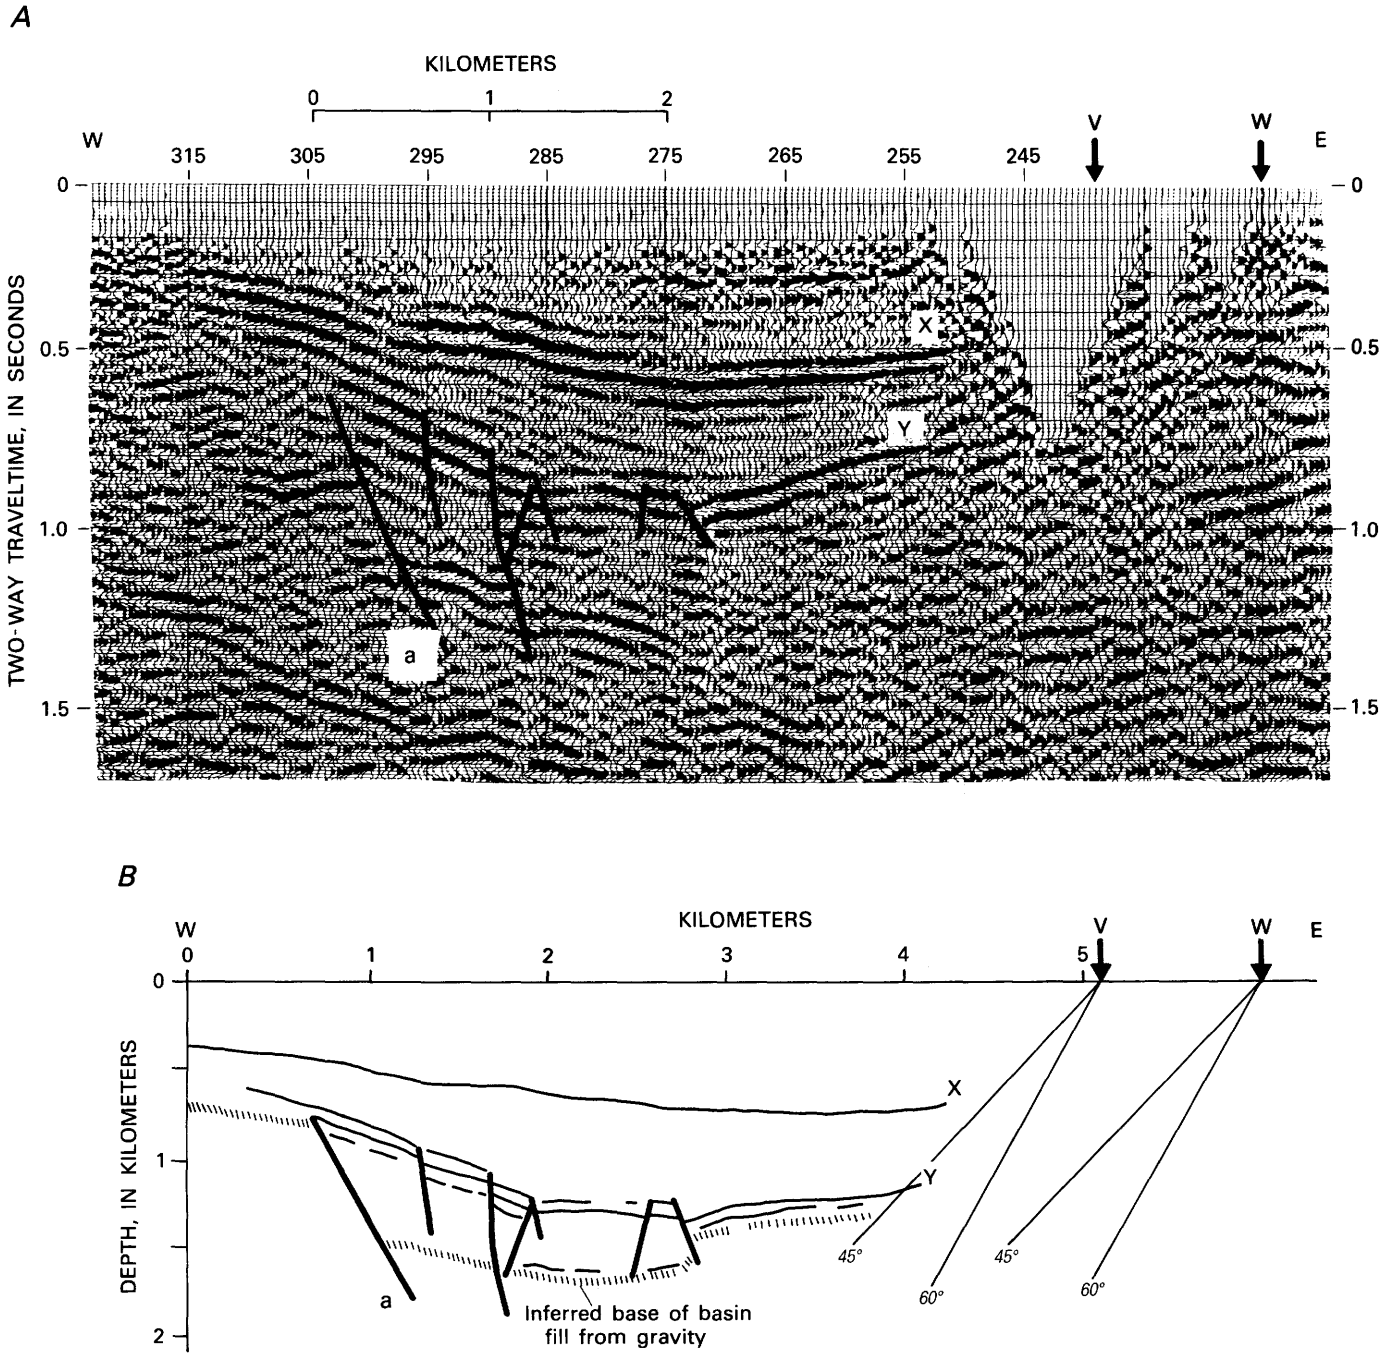 A
KILOMETERS
0 1 2
W 315 305 295 285 275 265 255 245 V W E
0 0
X
0.5 0.5
Y
1.0 1.0
a
1.5 1.5
TWO-WAY TRAVELTIME, IN SECONDS
B
KILOMETERS
W V W E
0 1 2 3 4 5
0
X
1
Y
45° 45°
60° 60°
a
Inferred base of basin
fill from gravity
2
DEPTH, IN KILOMETERS